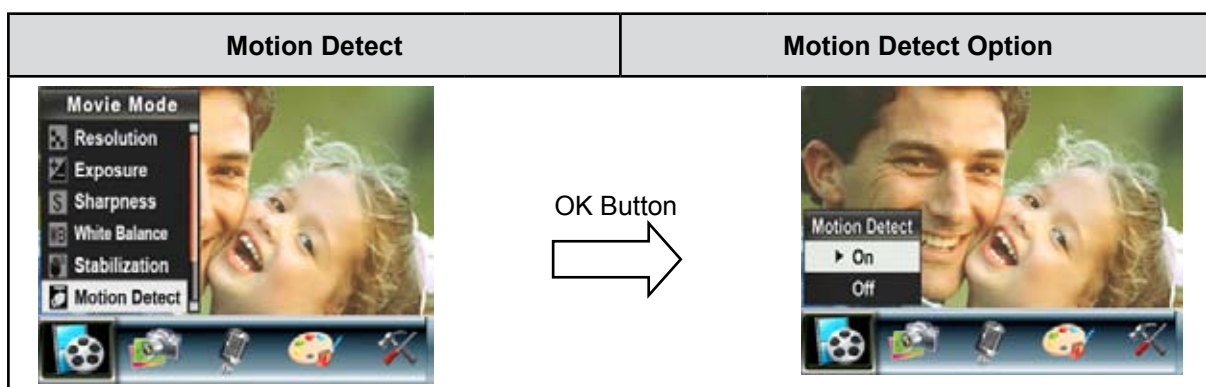 Motion Detect
Motion Detect Option
Movie Mode
Resolution
Exposure
Sharpness
White Balance
Stabilization
Motion Detect
OK Button
Motion Detect
On
Off